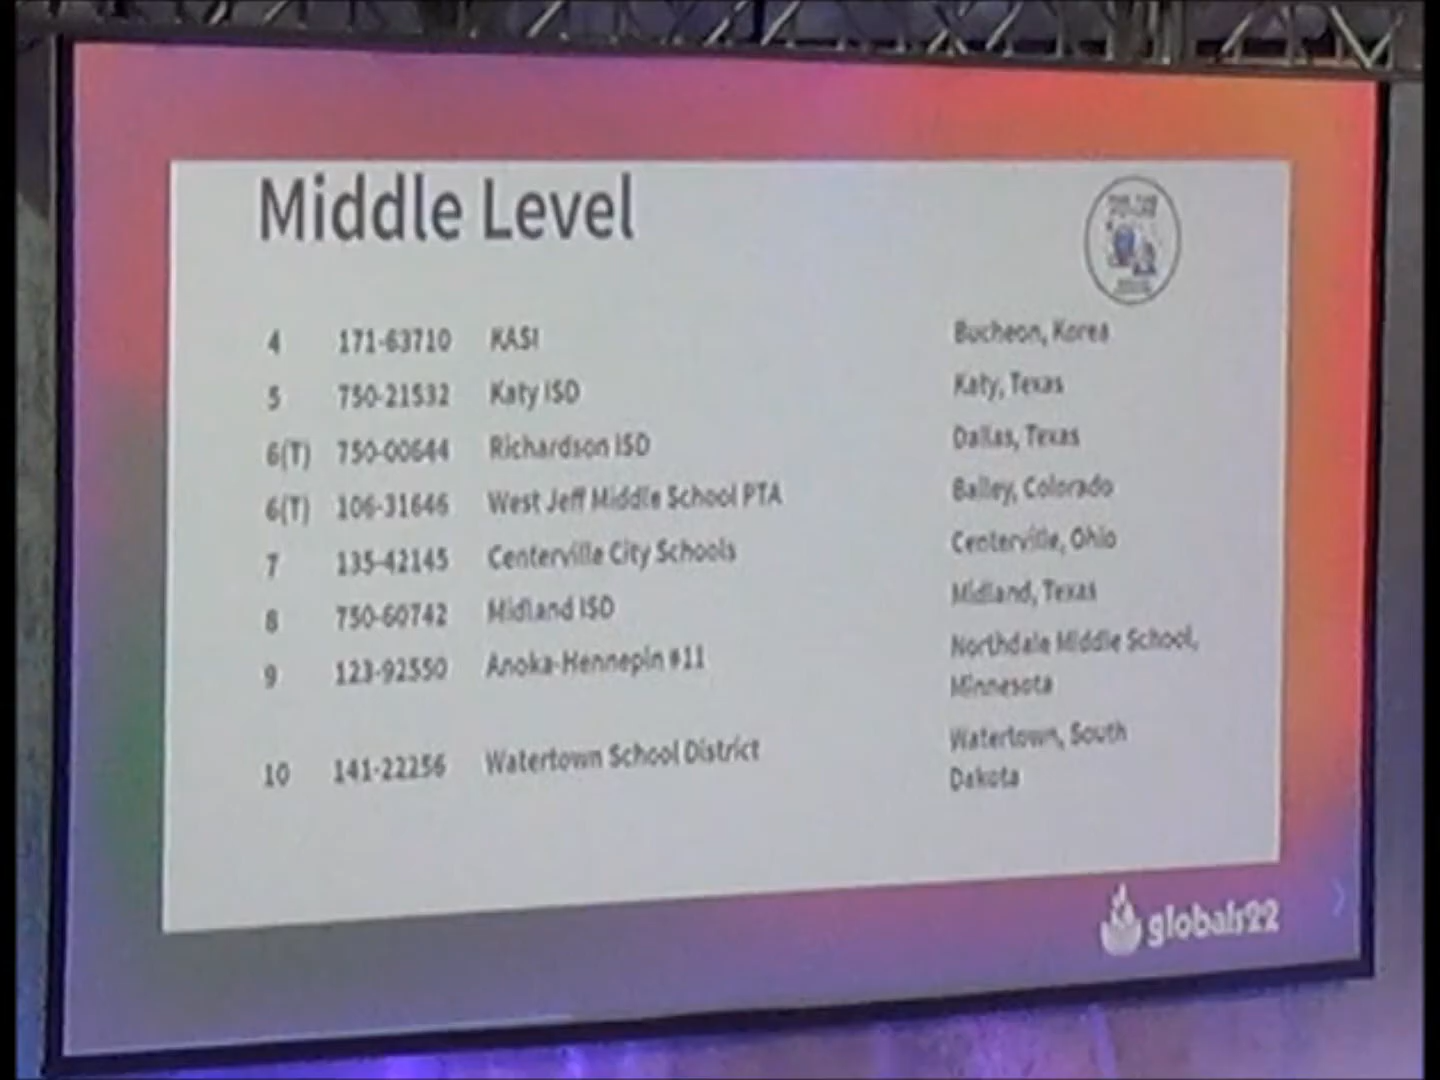 Middle Level
4 171-63710 KASI Bucheon, Korea
5 750-21532 Katy ISD Katy, Texas
6(T) 750-00644 Richardson ISD Dallas, Texas
6(T) 106-31646 West Jeff Middle School PTA Bailey, Colorado
7 135-42145 Centerville City Schools Centerville, Ohio
8 750-60742 Midland ISD Midland, Texas
9 123-92550 Anoka-Hennepin #11 Northdale Middle School,
Minnesota
10 141-22256 Watertown School District Watertown, South
Dakota
globals22